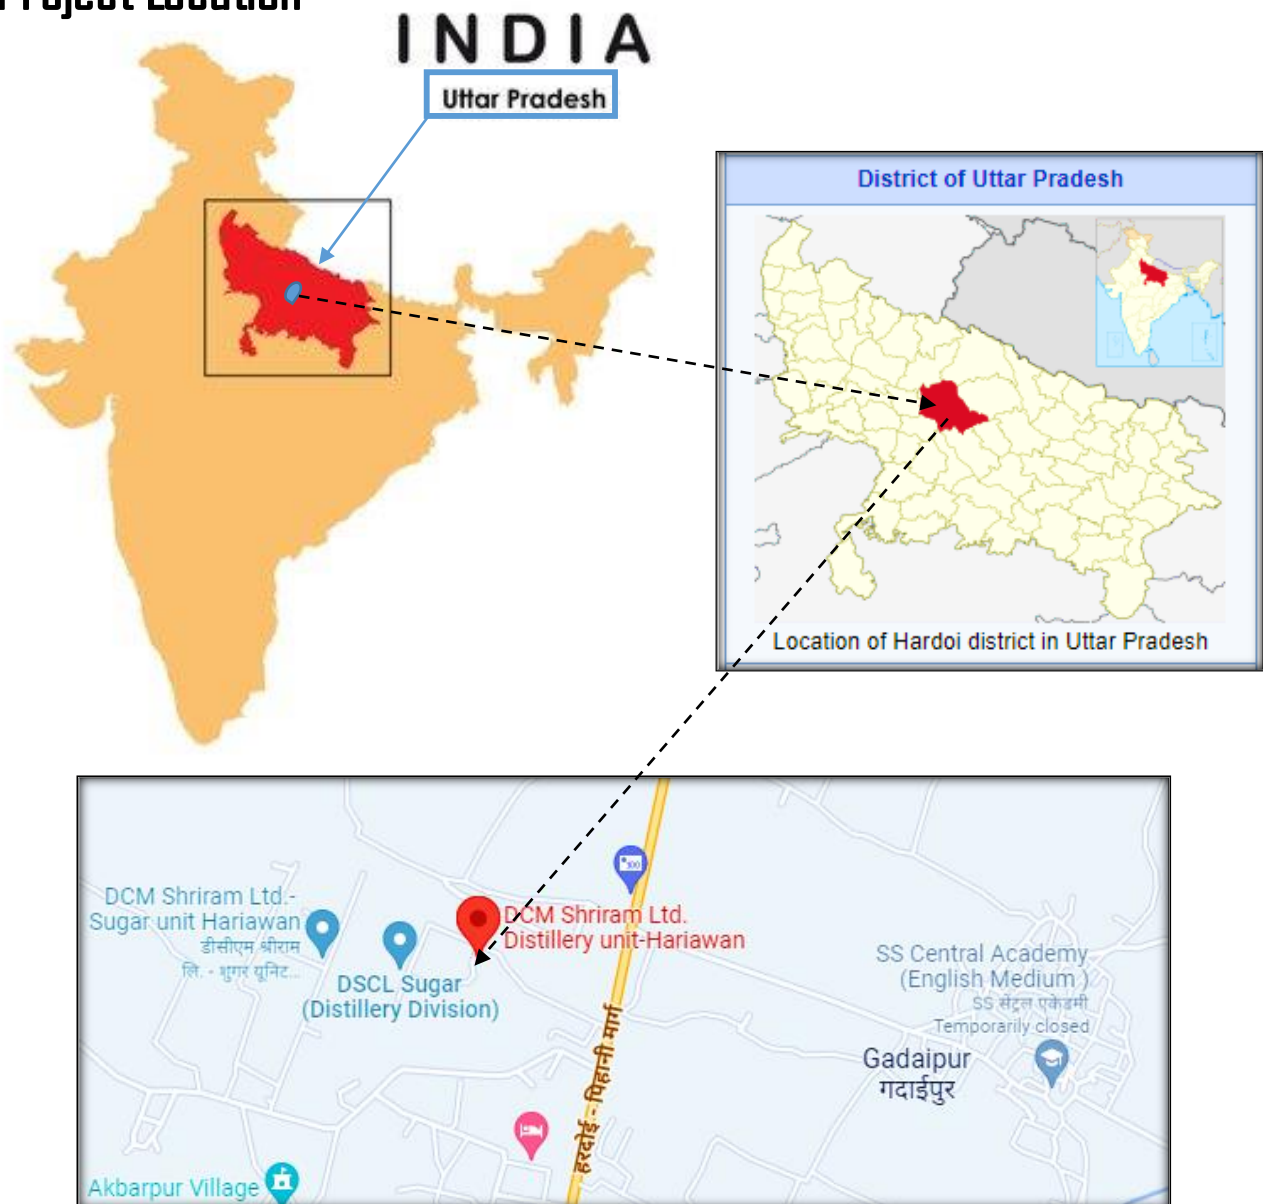 Project Location
INDIA
Uttar Pradesh
District of Uttar Pradesh
Location of Hardoi district in Uttar Pradesh
DCM Shriram Ltd.-
Sugar unit Hariawan
डीसीएम श्रीराम
लि. - शुगर यूनिट...
DSCL Sugar
(Distillery Division)
DCM Shriram Ltd.
Distillery unit-Hariawan
हरदोई - पिहानी मार्ग
SS Central Academy
(English Medium )
SS सेंट्रल एकेडमी
Temporarily closed
Gadaipur
गदाईपुर
Akbarpur Village